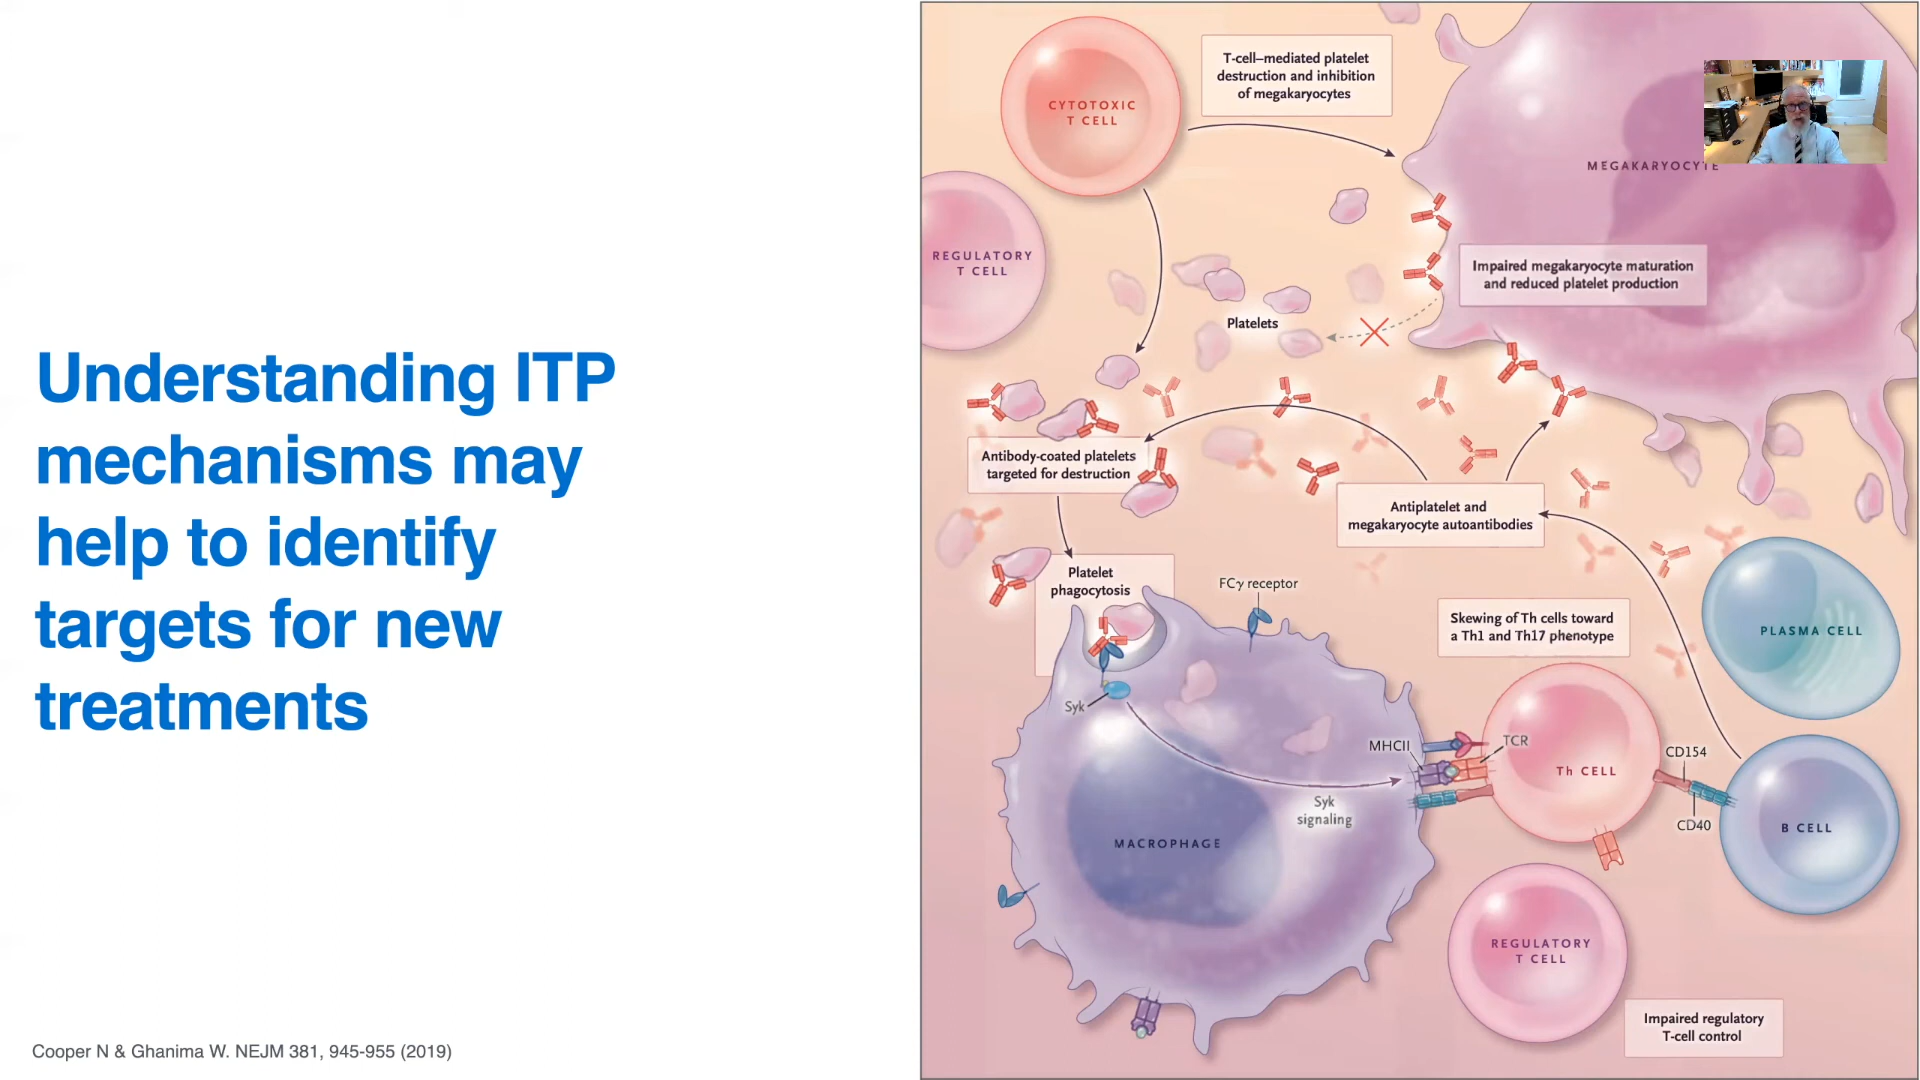 Understanding ITP
mechanisms may
help to identify
targets for new
treatments
Cooper N & Ghanima W. NEJM 381, 945-955 (2019)
CYTOTOXIC
T CELL
T-cell–mediated platelet
destruction and inhibition
of megakaryocytes
MEGAKARYOCYTE
REGULATORY
T CELL
Impaired megakaryocyte maturation
and reduced platelet production
Platelets
Antibody-coated platelets
targeted for destruction
Antiplatelet and
megakaryocyte autoantibodies
Platelet
phagocytosis
FCγ receptor
Skewing of Th cells toward
a Th1 and Th17 phenotype
PLASMA CELL
Syk
MHCII
TCR
CD154
Th CELL
Syk
signaling
CD40
B CELL
MACROPHAGE
REGULATORY
T CELL
Impaired regulatory
T-cell control